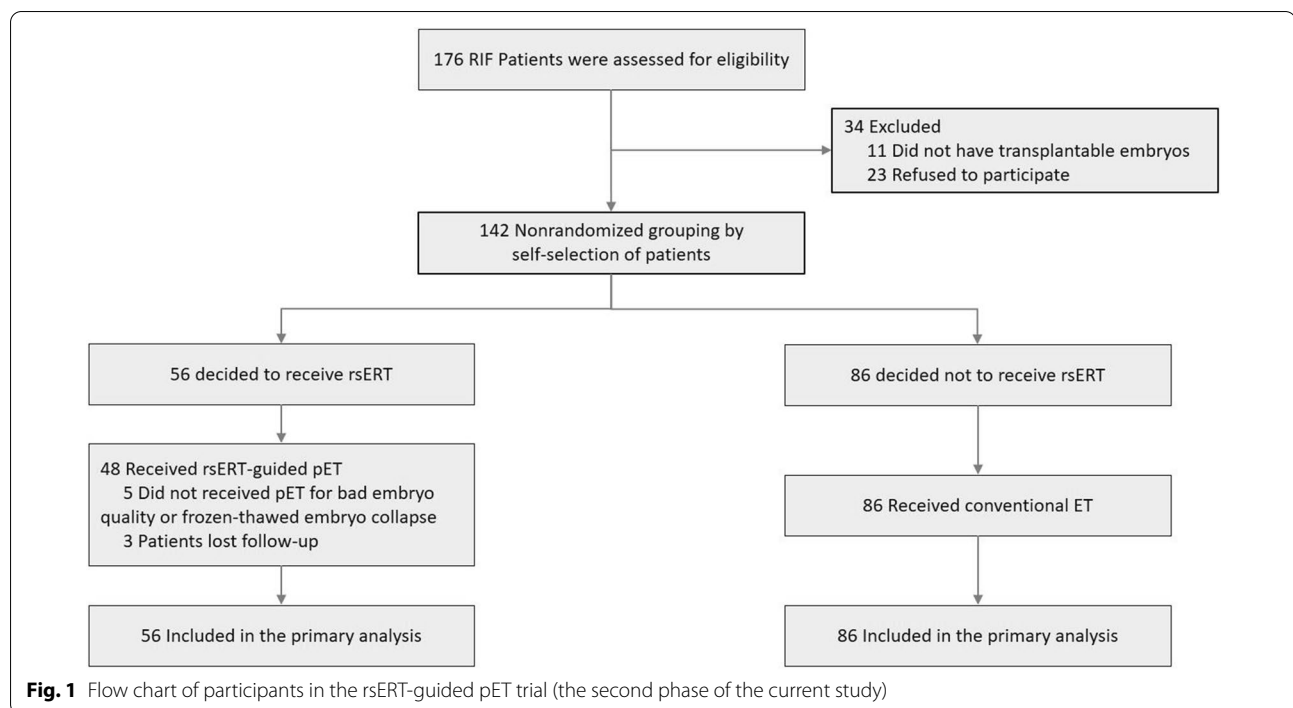 176 RIF Patients were assessed for eligibility
34 Excluded
11 Did not have transplantable embryos
23 Refused to participate
142 Nonrandomized grouping by
self-selection of patients
56 decided to receive rsERT
86 decided not to receive rsERT
48 Received rsERT-guided pET
5 Did not received pET for bad embryo
quality or frozen-thawed embryo collapse
3 Patients lost follow-up
86 Received conventional ET
56 Included in the primary analysis
86 Included in the primary analysis
Fig. 1 Flow chart of participants in the rsERT-guided pET trial (the second phase of the current study)